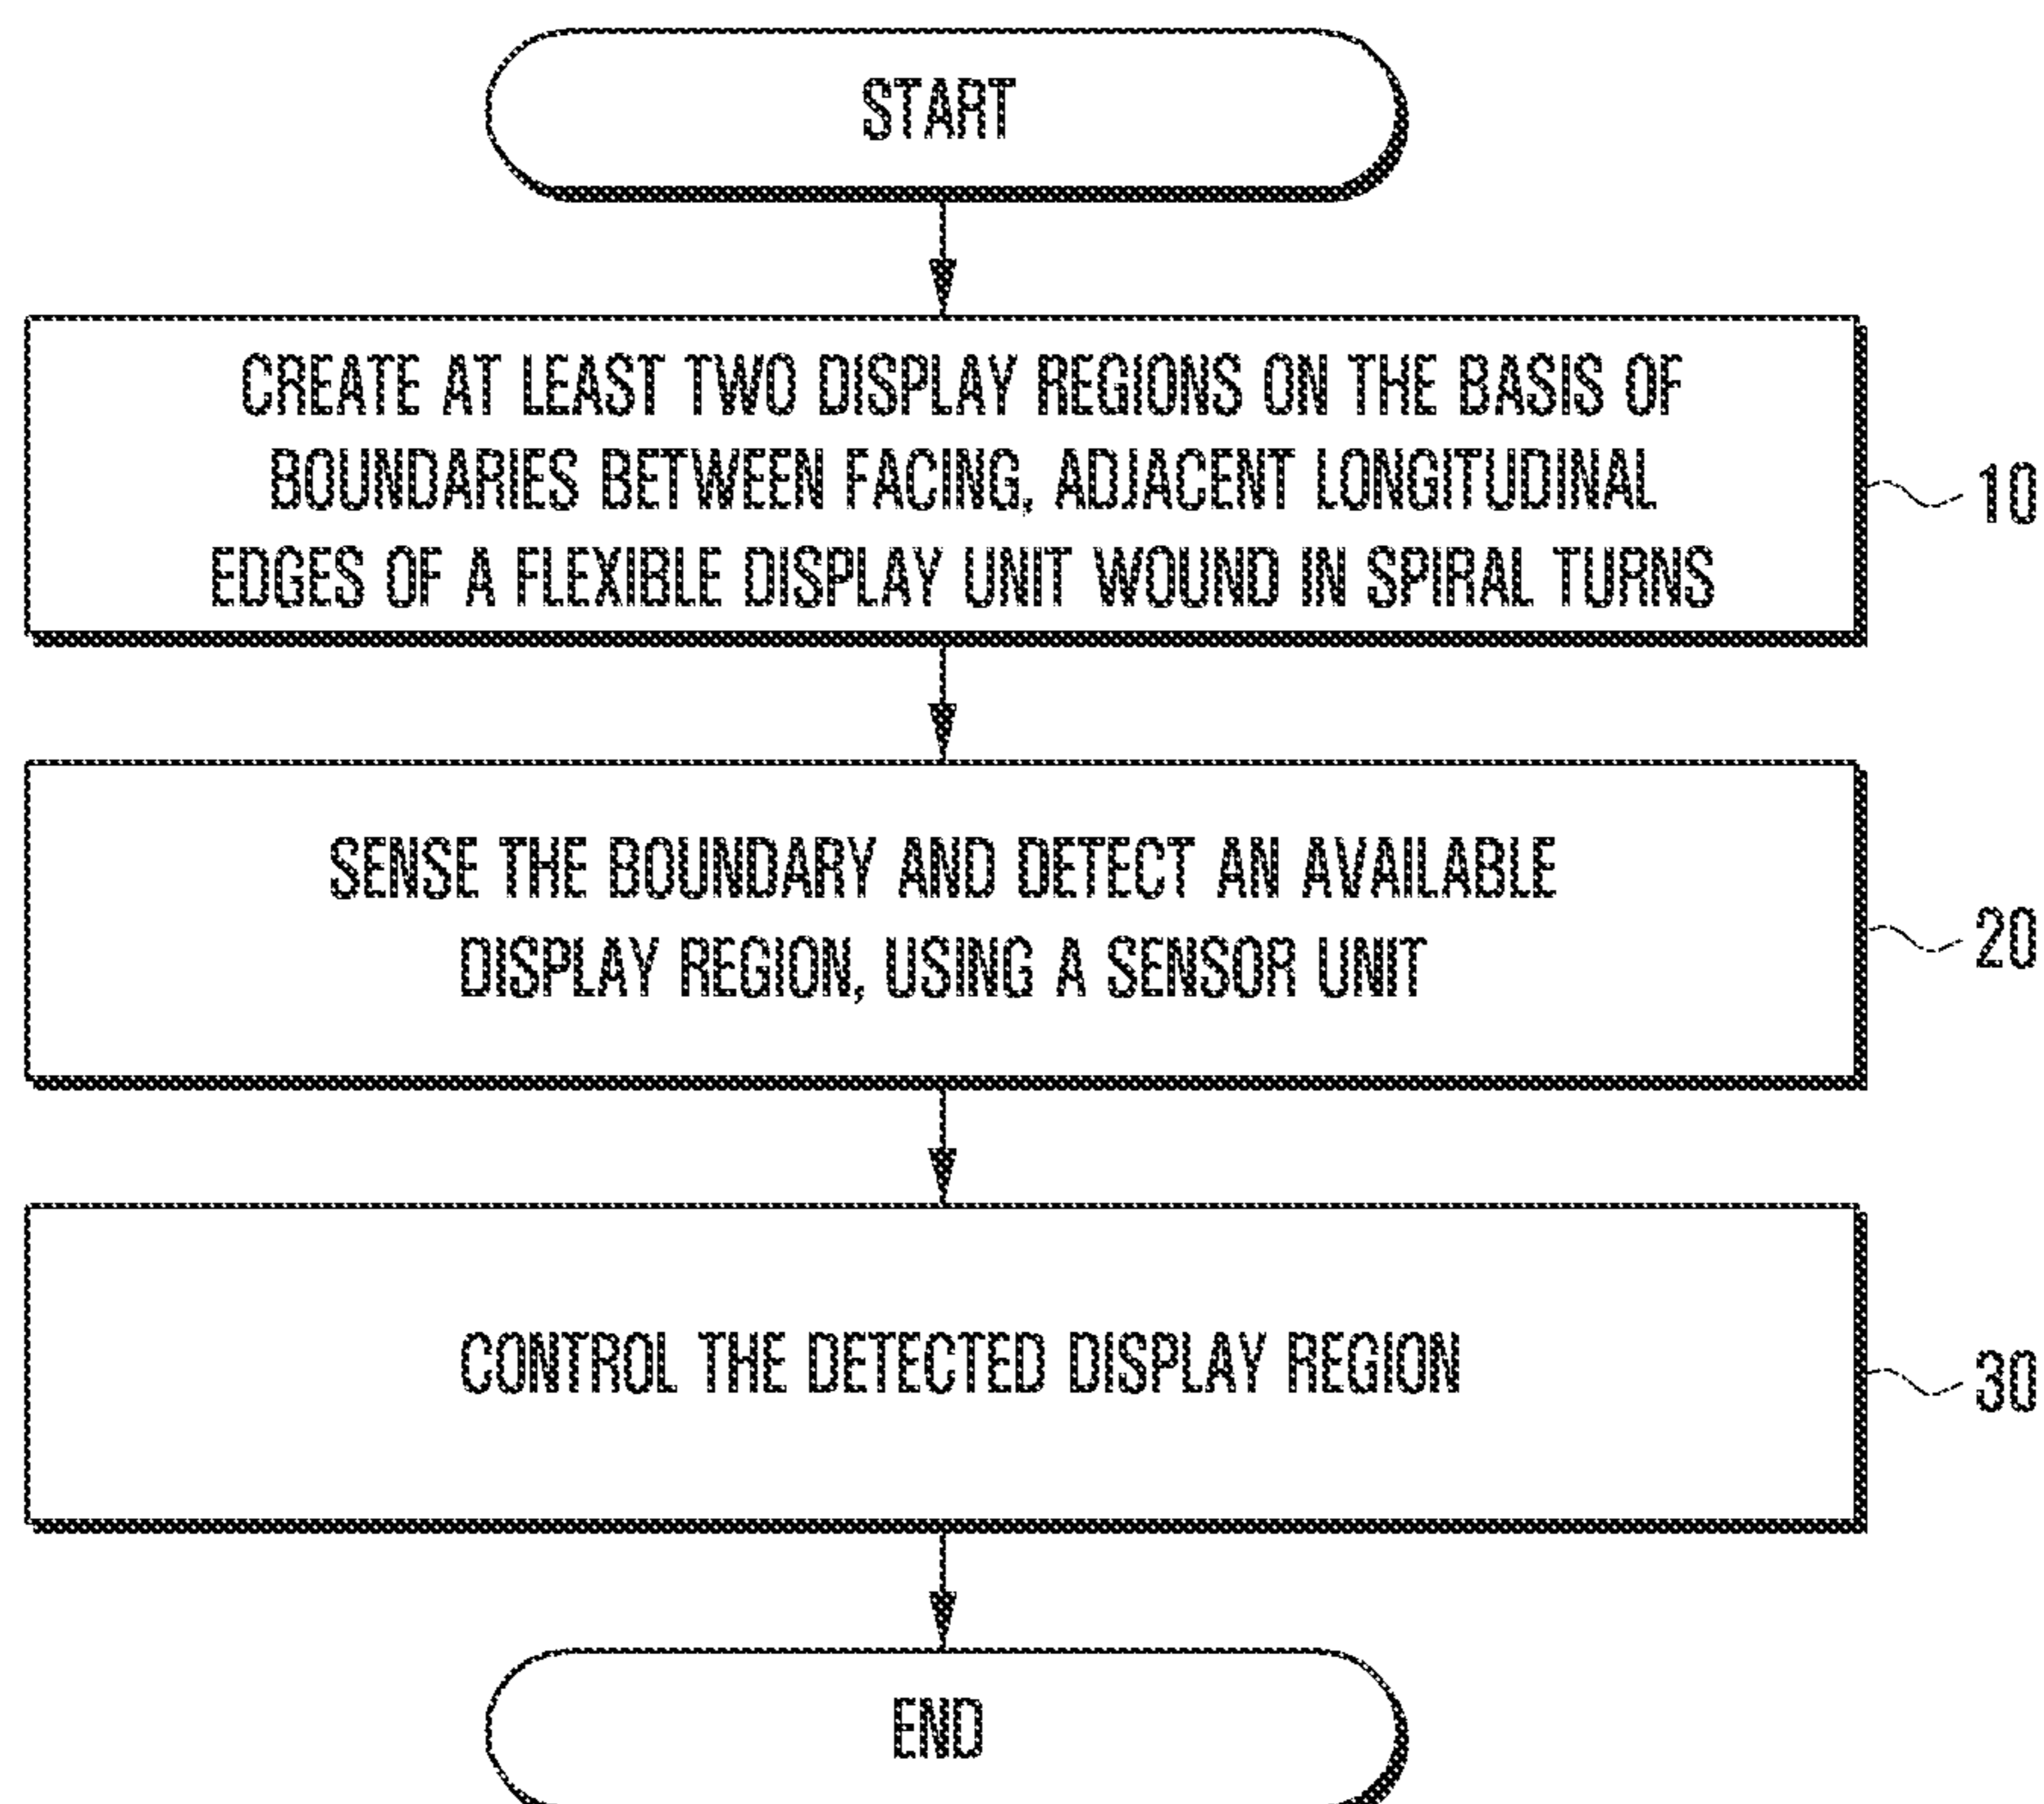 START
CREATE AT LEAST TWO DISPLAY REGIONS ON THE BASIS OF
BOUNDARIES BETWEEN FACING, ADJACENT LONGITUDINAL
EDGES OF A FLEXIBLE DISPLAY UNIT WOUND IN SPIRAL TURNS
10
SENSE THE BOUNDARY AND DETECT AN AVAILABLE
DISPLAY REGION, USING A SENSOR UNIT
20
CONTROL THE DETECTED DISPLAY REGION
30
END